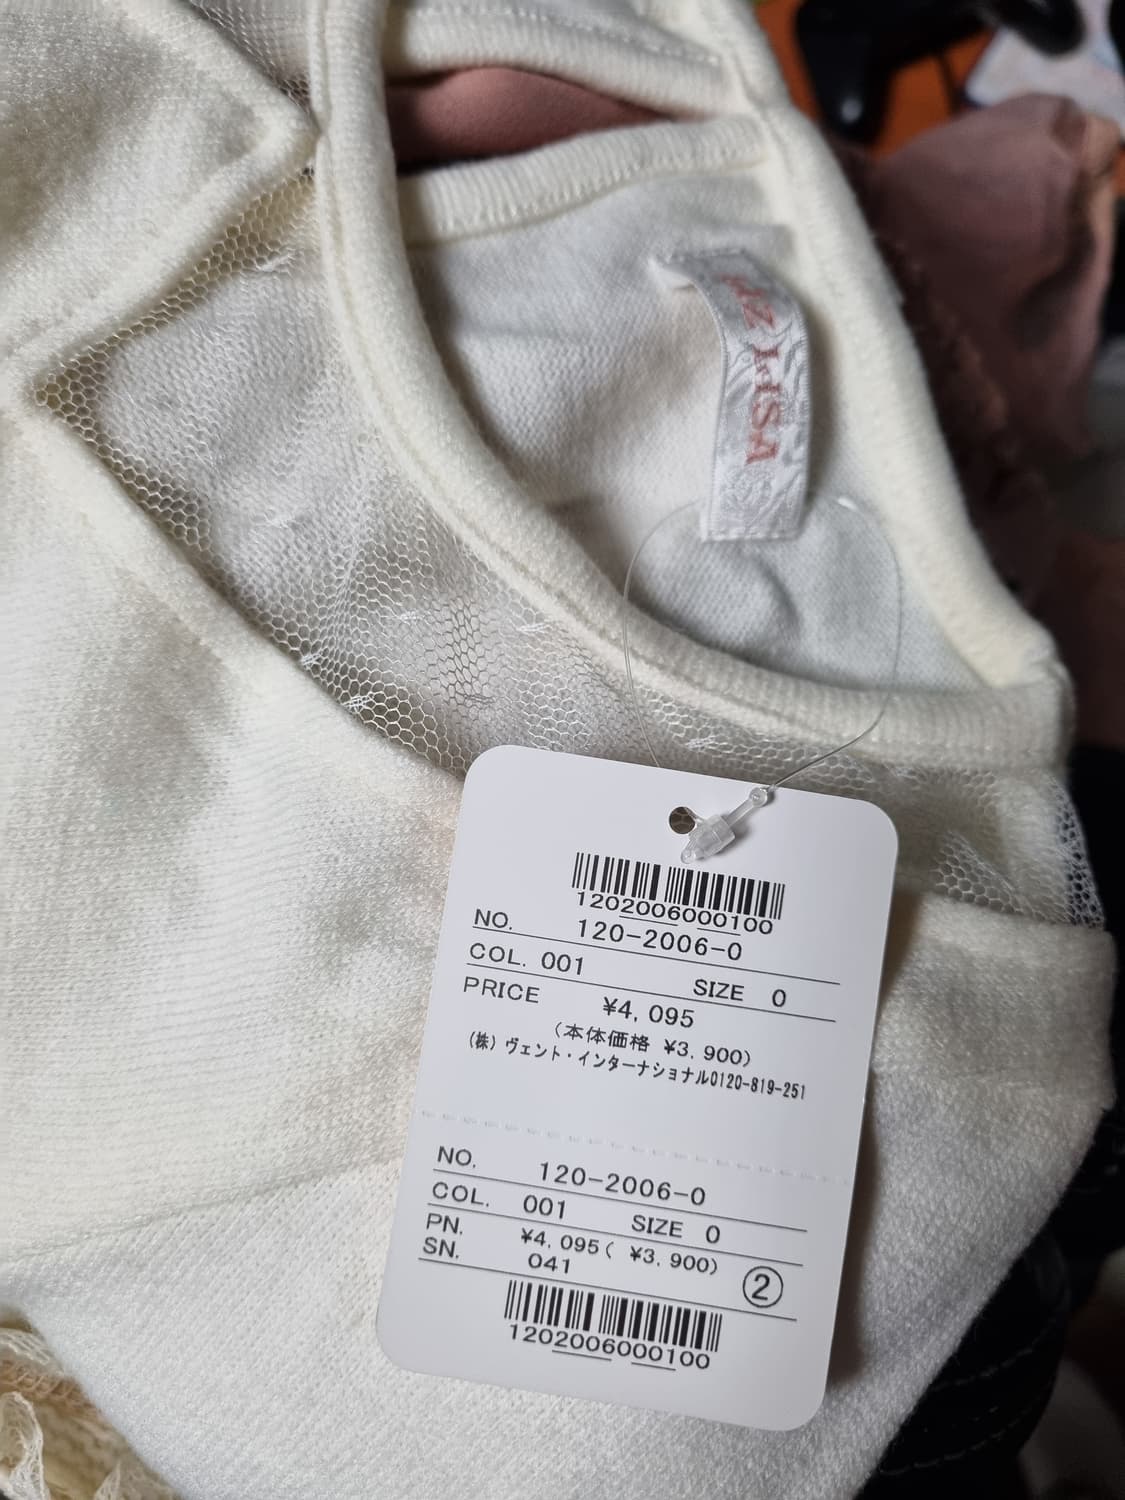 LIZ LISA
1202006000100
NO. 120-2006-0
COL. 001 SIZE 0
PRICE ¥4,095
(本体価格 ¥3,900)
(株)ヴェント・インターナショナル0120-819-251
NO. 120-2006-0
COL. 001 SIZE 0
PN. ¥4,095( ¥3,900)
SN. 041 ②
1202006000100